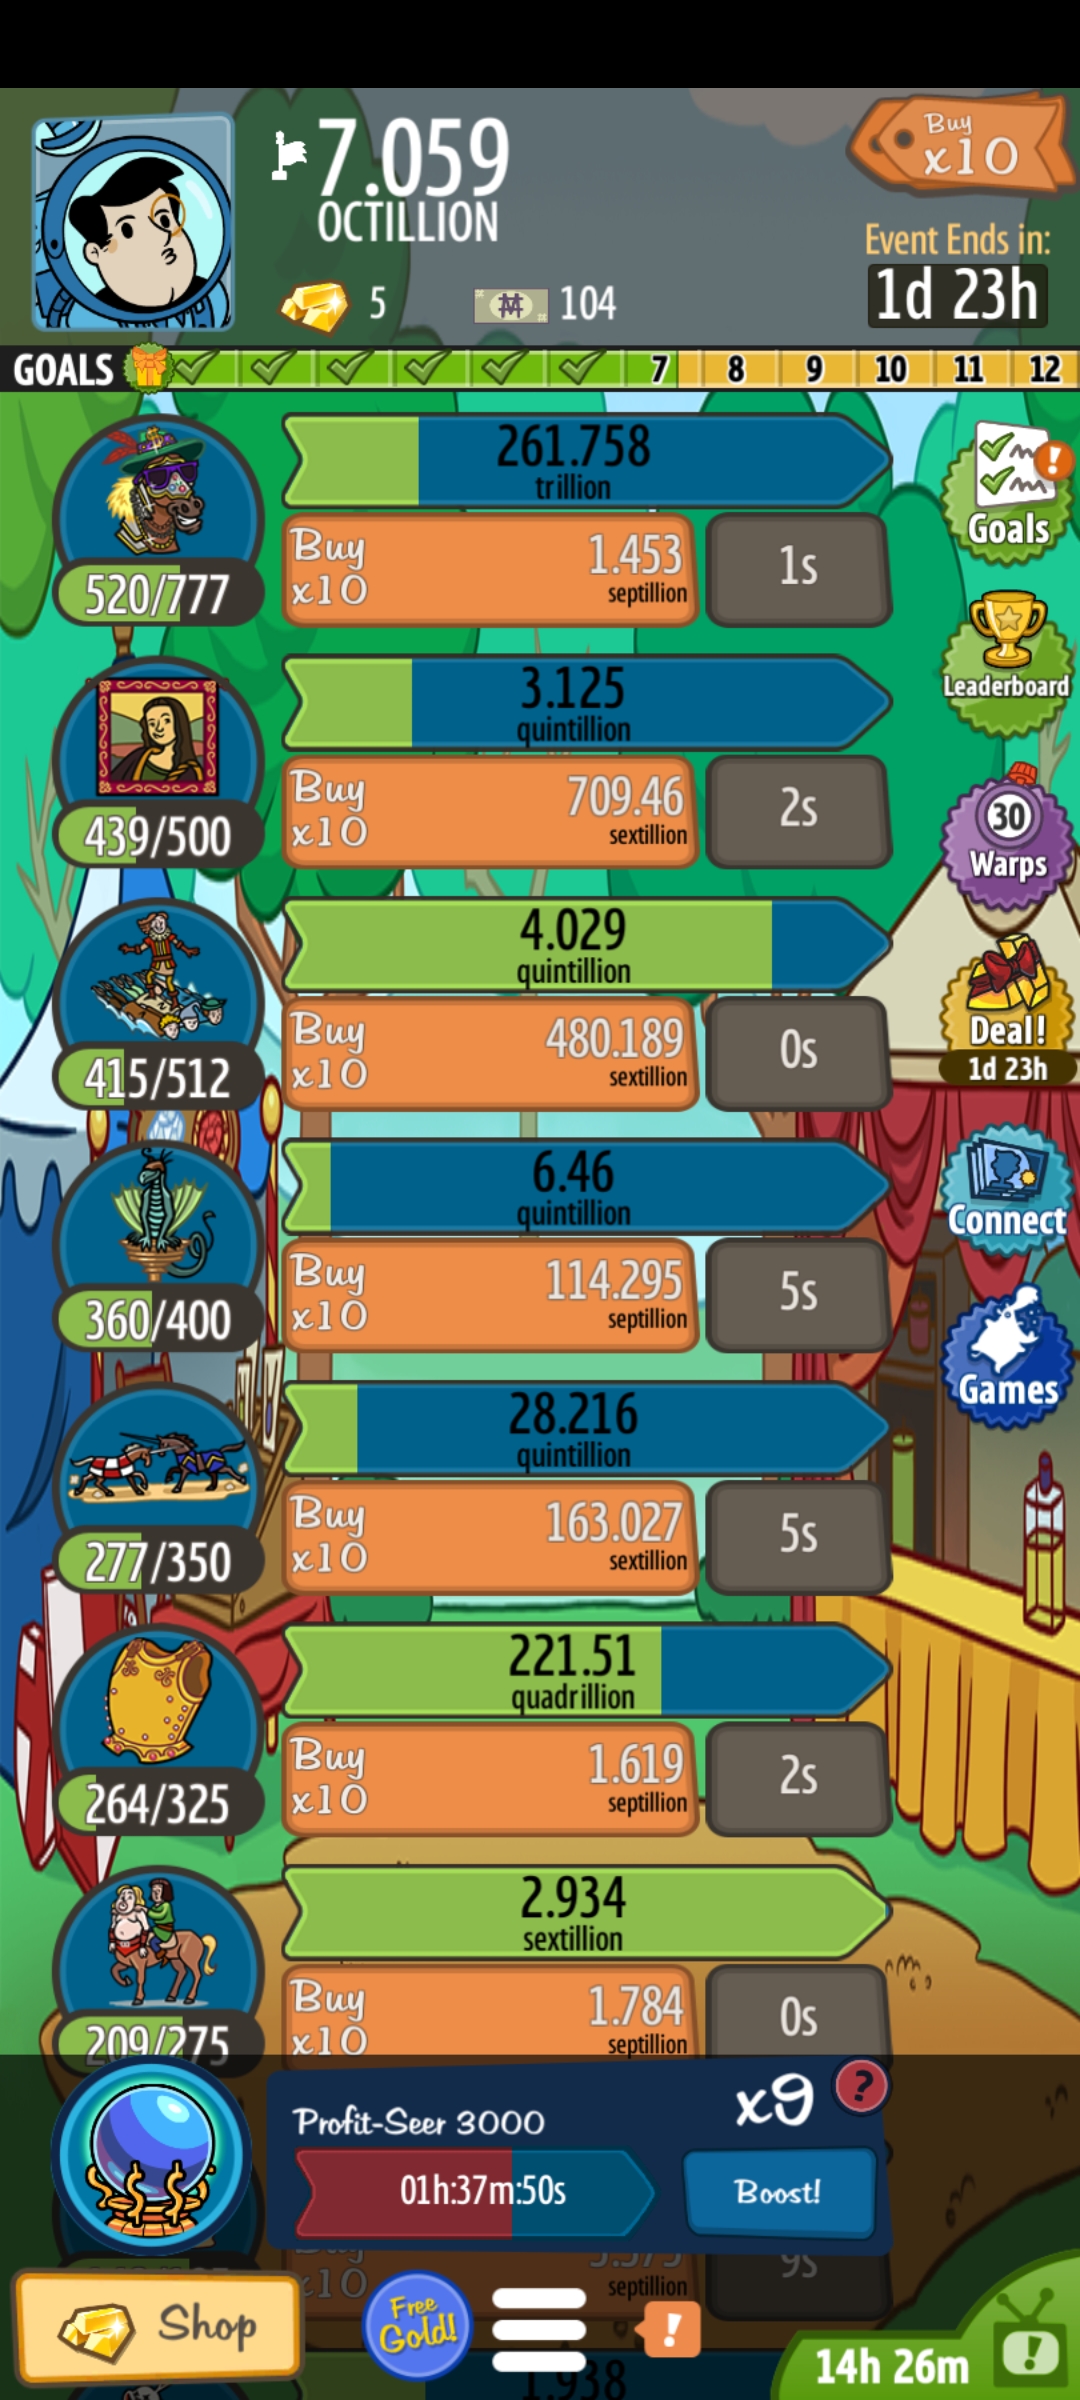 7.059
OCTILLION
Buy
x10
Event Ends in:
1d 23h
5
104
GOALS 7 8 9 10 11 12
261.758
trillion
Buy
x10
1.453
septillion
1s
520/777
Goals
3.125
quintillion
Buy
x10
709.46
sextillion
2s
439/500
Leaderboard
30
Warps
4.029
quintillion
Buy
x10
480.189
sextillion
0s
415/512
Deal!
1d 23h
6.46
quintillion
Buy
x10
114.295
septillion
5s
360/400
Connect
Games
28.216
quintillion
Buy
x10
163.027
sextillion
5s
277/350
221.51
quadrillion
Buy
x10
1.619
septillion
2s
264/325
2.934
sextillion
Buy
x10
1.784
septillion
0s
209/275
Profit-Seer 3000
x9
?
01h:37m:50s
Boost!
x10
septillion
9s
Shop
Free
Gold!
!
1.938
14h 26m
!